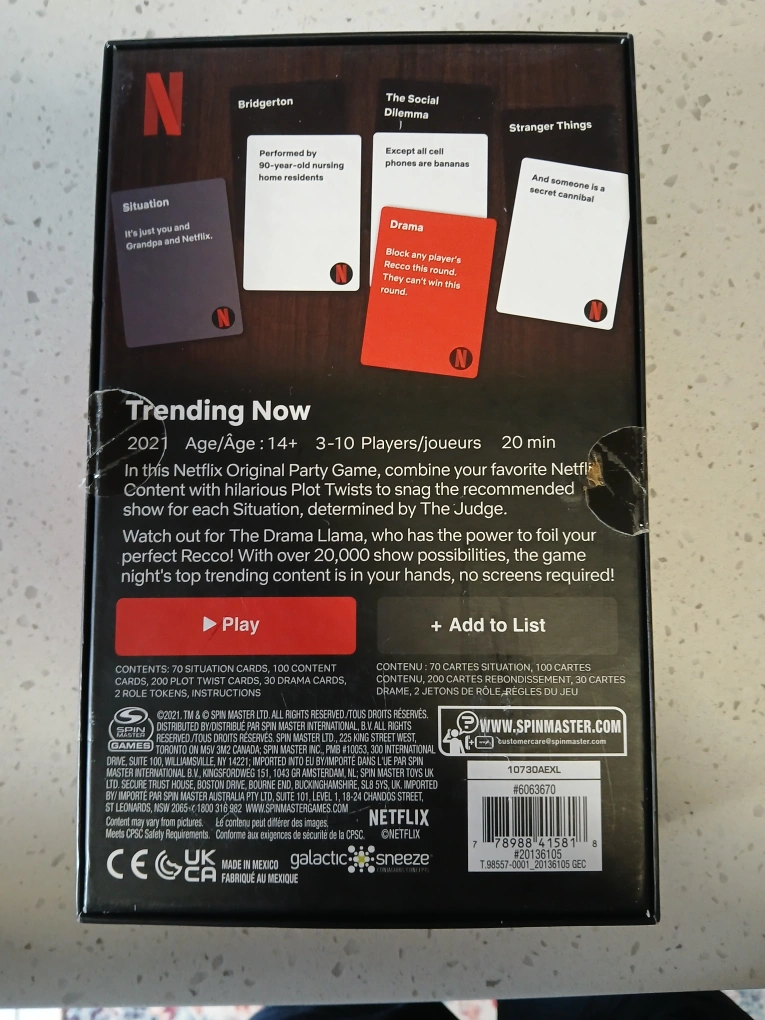 N
Bridgerton
The Social
Dilemma
Stranger Things
Performed by
90-year-old nursing
home residents
Except all cell
phones are bananas
And someone is a
secret cannibal
Situation
It's just you and
Grandpa and Netflix.
Drama
Block any player's
Recco this round.
They can't win this
round.
N
N
N
N
Trending Now
2021 Age/Âge : 14+ 3-10 Players/joueurs 20 min
In this Netflix Original Party Game, combine your favorite Netfli
Content with hilarious Plot Twists to snag the recommended
show for each Situation, determined by The Judge.
Watch out for The Drama Llama, who has the power to foil your
perfect Recco! With over 20,000 show possibilities, the game
night's top trending content is in your hands, no screens required!
Play
+ Add to List
CONTENTS: 70 SITUATION CARDS, 100 CONTENT
CARDS, 200 PLOT TWIST CARDS, 30 DRAMA CARDS,
2 ROLE TOKENS, INSTRUCTIONS
CONTENU : 70 CARTES SITUATION, 100 CARTES
CONTENU, 200 CARTES REBONDISSEMENT, 30 CARTES
DRAME, 2 JETONS DE RÔLE, RÈGLES DU JEU
SPIN
MASTER
GAMES
©2021. TM & © SPIN MASTER LTD. ALL RIGHTS RESERVED./TOUS DROITS RÉSERVÉS.
DISTRIBUTED BY/DISTRIBUÉ PAR SPIN MASTER INTERNATIONAL, B.V. ALL RIGHTS
RESERVED./TOUS DROITS RÉSERVÉS. SPIN MASTER LTD., 225 KING STREET WEST,
TORONTO ON M5V 3M2 CANADA; SPIN MASTER INC., PMB #10053, 300 INTERNATIONAL
DRIVE, SUITE 100, WILLIAMSVILLE, NY 14221; IMPORTED INTO EU BY/IMPORTÉ DANS L'UE PAR SPIN
MASTER INTERNATIONAL B.V., KINGSFORDWEG 151, 1043 GR AMSTERDAM, NL; SPIN MASTER TOYS UK
LTD. SECURE TRUST HOUSE, BOSTON DRIVE, BOURNE END, BUCKINGHAMSHIRE, SL8 5YS, UK. IMPORTED
BY/ IMPORTÉ PAR SPIN MASTER AUSTRALIA PTY LTD, SUITE 101, LEVEL 1, 18-24 CHANDOS STREET,
ST LEONARDS, NSW 2065 1800 316 982 WWW.SPINMASTERGAMES.COM
Content may vary from pictures. Le contenu peut différer des images.
Meets CPSC Safety Requirements. Conforme aux exigences de sécurité de la CPSC.
NETFLIX
©NETFLIX
CE UK
CA
MADE IN MEXICO
FABRIQUÉ AU MEXIQUE
galactic sneeze
WWW.SPINMASTER.COM
customercare@spinmaster.com
10730AEXL
#6063670
7 78988 41581 8
#20136105
T.98557-0001_20136105 GEC